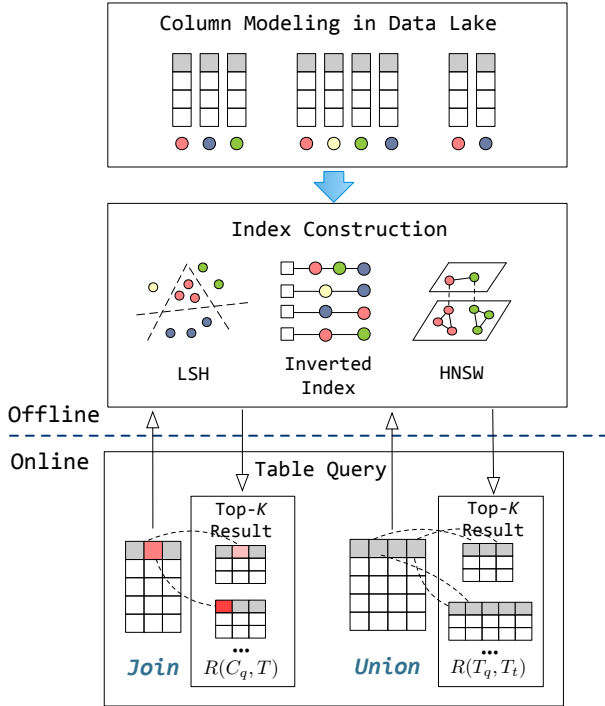 Column Modeling in Data Lake
Index Construction
LSH
Inverted
Index
HNSW
Offline
Online
Table Query
Top-K
Result
Top-K
Result
...
...
Join
R(C_q, T)
Union
R(T_q, T_t)